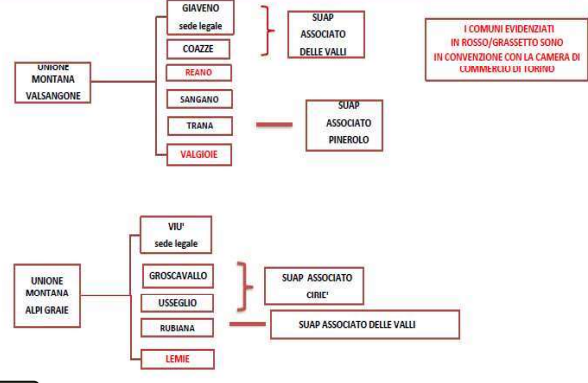 GIAVENO
sede legale
COAZZE
REANO
SANGANO
TRANA
VALGIOIE
UNIONE
MONTANA
VALSANGONE
SUAP
ASSOCIATO
DELLE VALLI
SUAP
ASSOCIATO
PINEROLO
I COMUNI EVIDENZIATI
IN ROSSO/GRASSETTO SONO
IN CONVENZIONE CON LA CAMERA DI
COMMERCIO DI TORINO
VIU'
sede legale
GROSCAVALLO
USSEGLIO
RUBIANA
LEMIE
UNIONE
MONTANA
ALPI GRAIE
SUAP ASSOCIATO
CIRIE'
SUAP ASSOCIATO DELLE VALLI